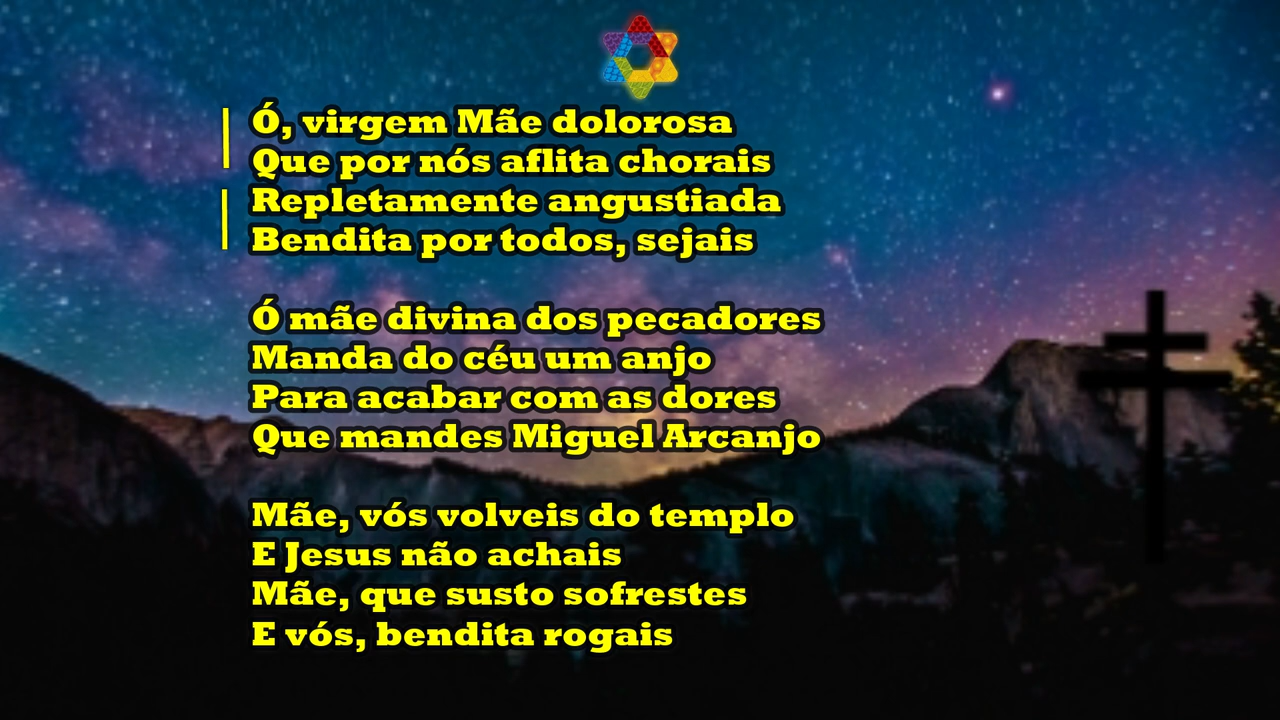 Ó, virgem Mãe dolorosa
Que por nós aflita chorais
Repletamente angustiada
Bendita por todos, sejais
Ó mãe divina dos pecadores
Manda do céu um anjo
Para acabar com as dores
Que mandes Miguel Arcanjo
Mãe, vós volveis do templo
E Jesus não achais
Mãe, que susto sofrestes
E vós, bendita rogais